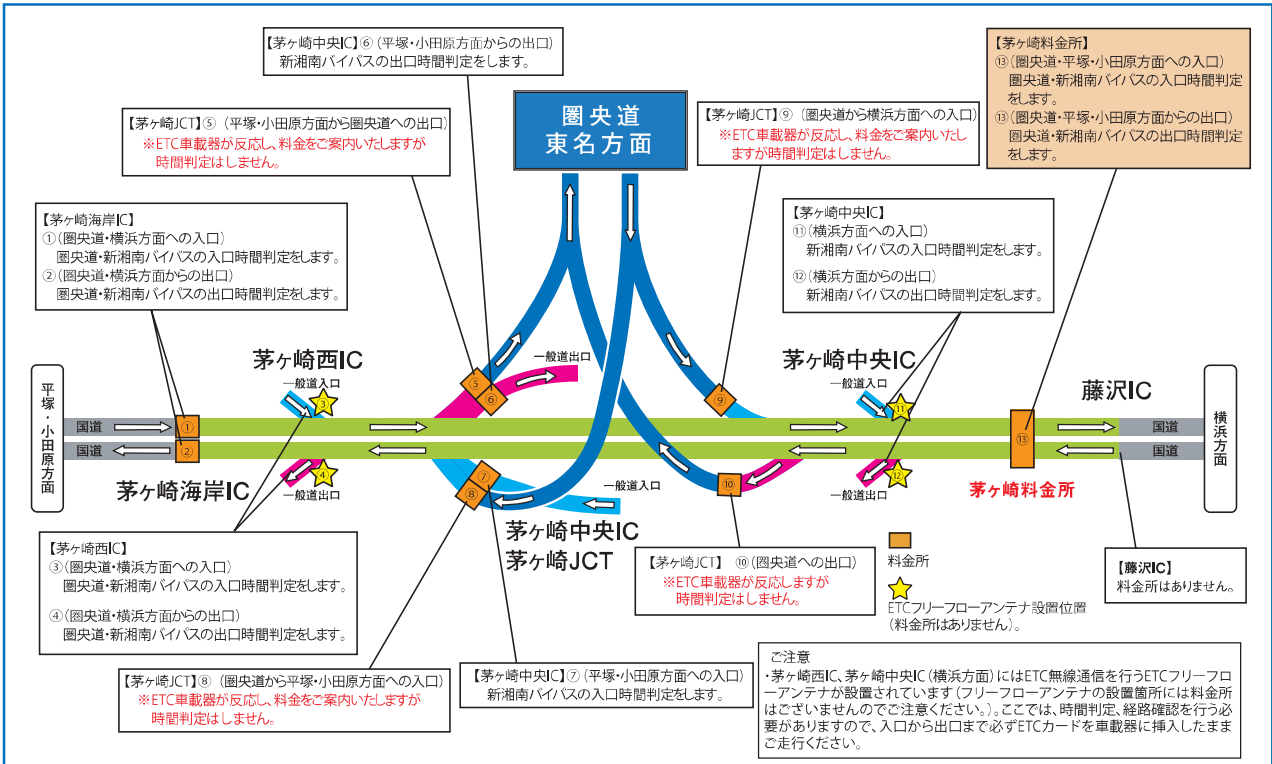 【茅ヶ崎中央IC】⑥(平塚・小田原方面からの出口)
新湘南バイパスの出口時間判定をします。
【茅ヶ崎料金所】
⑬(圏央道・平塚・小田原方面への入口)
圏央道・新湘南バイパスの入口時間判定
をします。
⑬(圏央道・平塚・小田原方面からの出口)
圏央道・新湘南バイパスの出口時間判定
をします。
【茅ヶ崎JCT】⑤ (平塚・小田原方面から圏央道への出口)
※ETC車載器が反応し、料金をご案内いたしますが
時間判定はしません。
圏央道
東名方面
【茅ヶ崎JCT】⑨ (圏央道から横浜方面への入口)
※ETC車載器が反応し、料金をご案内いたし
ますが時間判定はしません。
【茅ヶ崎海岸IC】
①(圏央道・横浜方面への入口)
圏央道・新湘南バイパスの入口時間判定をします。
②(圏央道・横浜方面からの出口)
圏央道・新湘南バイパスの出口時間判定をします。
【茅ヶ崎中央IC】
⑪(横浜方面への入口)
新湘南バイパスの入口時間判定をします。
⑫(横浜方面からの出口)
新湘南バイパスの出口時間判定をします。
茅ヶ崎西IC
一般道入口
③
⑤
⑥
一般道出口
⑨
茅ヶ崎中央IC
一般道入口
⑪
藤沢IC
平塚・小田原方面
国道
①
国道
②
⑬
国道
国道
横浜方面
茅ヶ崎海岸IC
④
一般道出口
⑦
⑧
一般道入口
茅ヶ崎中央IC
茅ヶ崎JCT
⑩
⑫
一般道出口
茅ヶ崎料金所
【茅ヶ崎西IC】
③(圏央道・横浜方面への入口)
圏央道・新湘南バイパスの入口時間判定をします。
④(圏央道・横浜方面からの出口)
圏央道・新湘南バイパスの出口時間判定をします。
【茅ヶ崎JCT】 ⑩(圏央道への出口)
※ETC車載器が反応しますが
時間判定はしません。
料金所
ETCフリーフローアンテナ設置位置
(料金所はありません)。
【藤沢IC】
料金所はありません。
【茅ヶ崎JCT】⑧ (圏央道から平塚・小田原方面への入口)
※ETC車載器が反応し、料金をご案内いたしますが
時間判定はしません。
【茅ヶ崎中央IC】⑦(平塚・小田原方面への入口)
新湘南バイパスの入口時間判定をします。
ご注意
・茅ヶ崎西IC、茅ヶ崎中央IC(横浜方面)にはETC無線通信を行うETCフリーフロ
ーアンテナが設置されています(フリーフローアンテナの設置箇所には料金所
はございませんのでご注意ください。)。ここでは、時間判定、経路確認を行う必
要がありますので、入口から出口まで必ずETCカードを車載器に挿入したまま
ご走行ください。